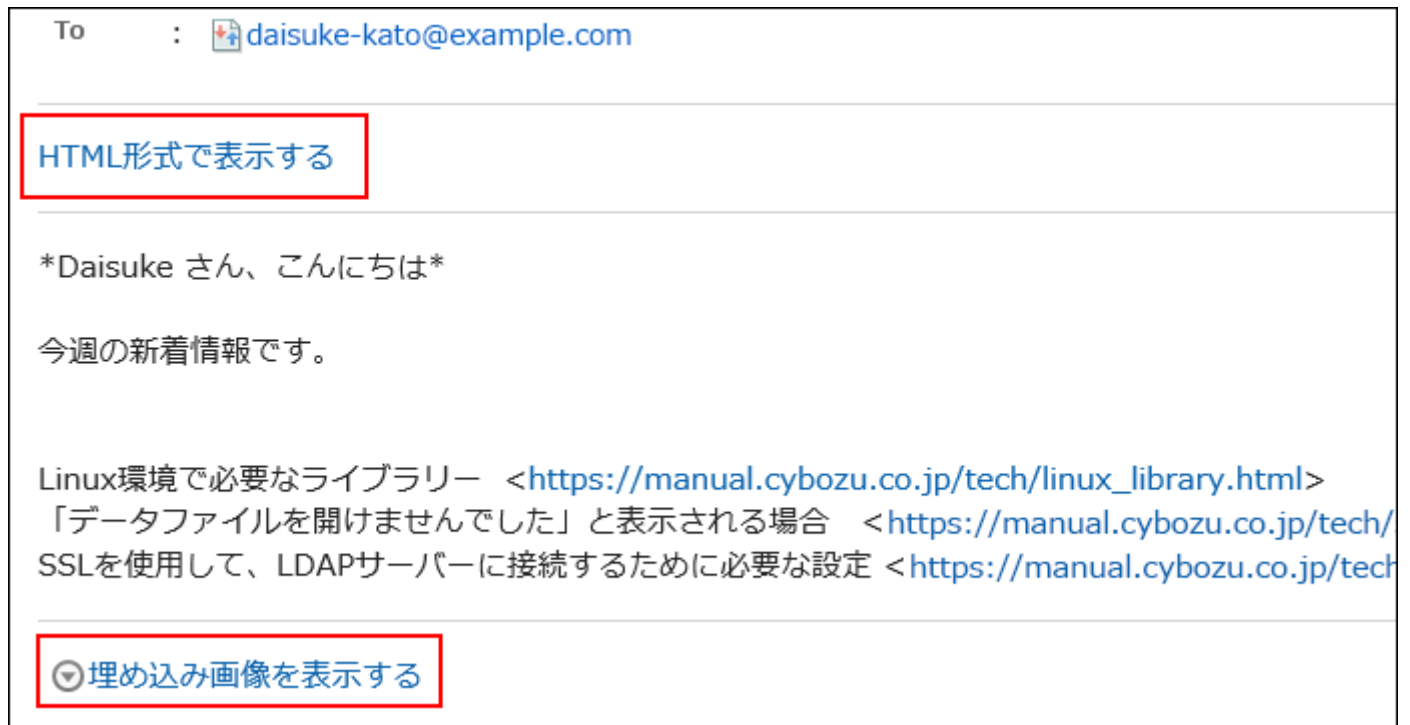 To : daisuke-kato@example.com
HTML形式で表示する
*Daisuke さん、こんにちは*
今週の新着情報です。
Linux環境で必要なライブラリー <https://manual.cybozu.co.jp/tech/linux_library.html>
「データファイルを開けませんでした」と表示される場合 <https://manual.cybozu.co.jp/tech/
SSLを使用して、LDAPサーバーに接続するために必要な設定 <https://manual.cybozu.co.jp/tech
埋め込み画像を表示する